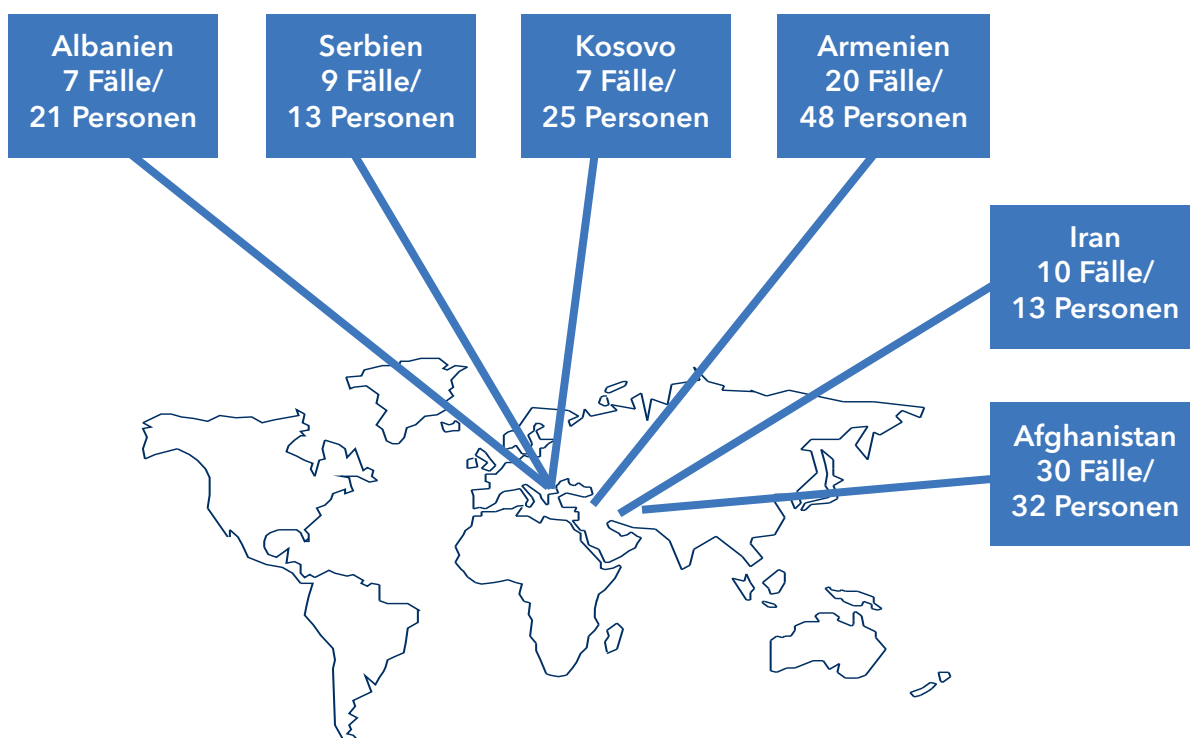 Albanien
7 Fälle/
21 Personen
Serbien
9 Fälle/
13 Personen
Kosovo
7 Fälle/
25 Personen
Armenien
20 Fälle/
48 Personen
Iran
10 Fälle/
13 Personen
Afghanistan
30 Fälle/
32 Personen